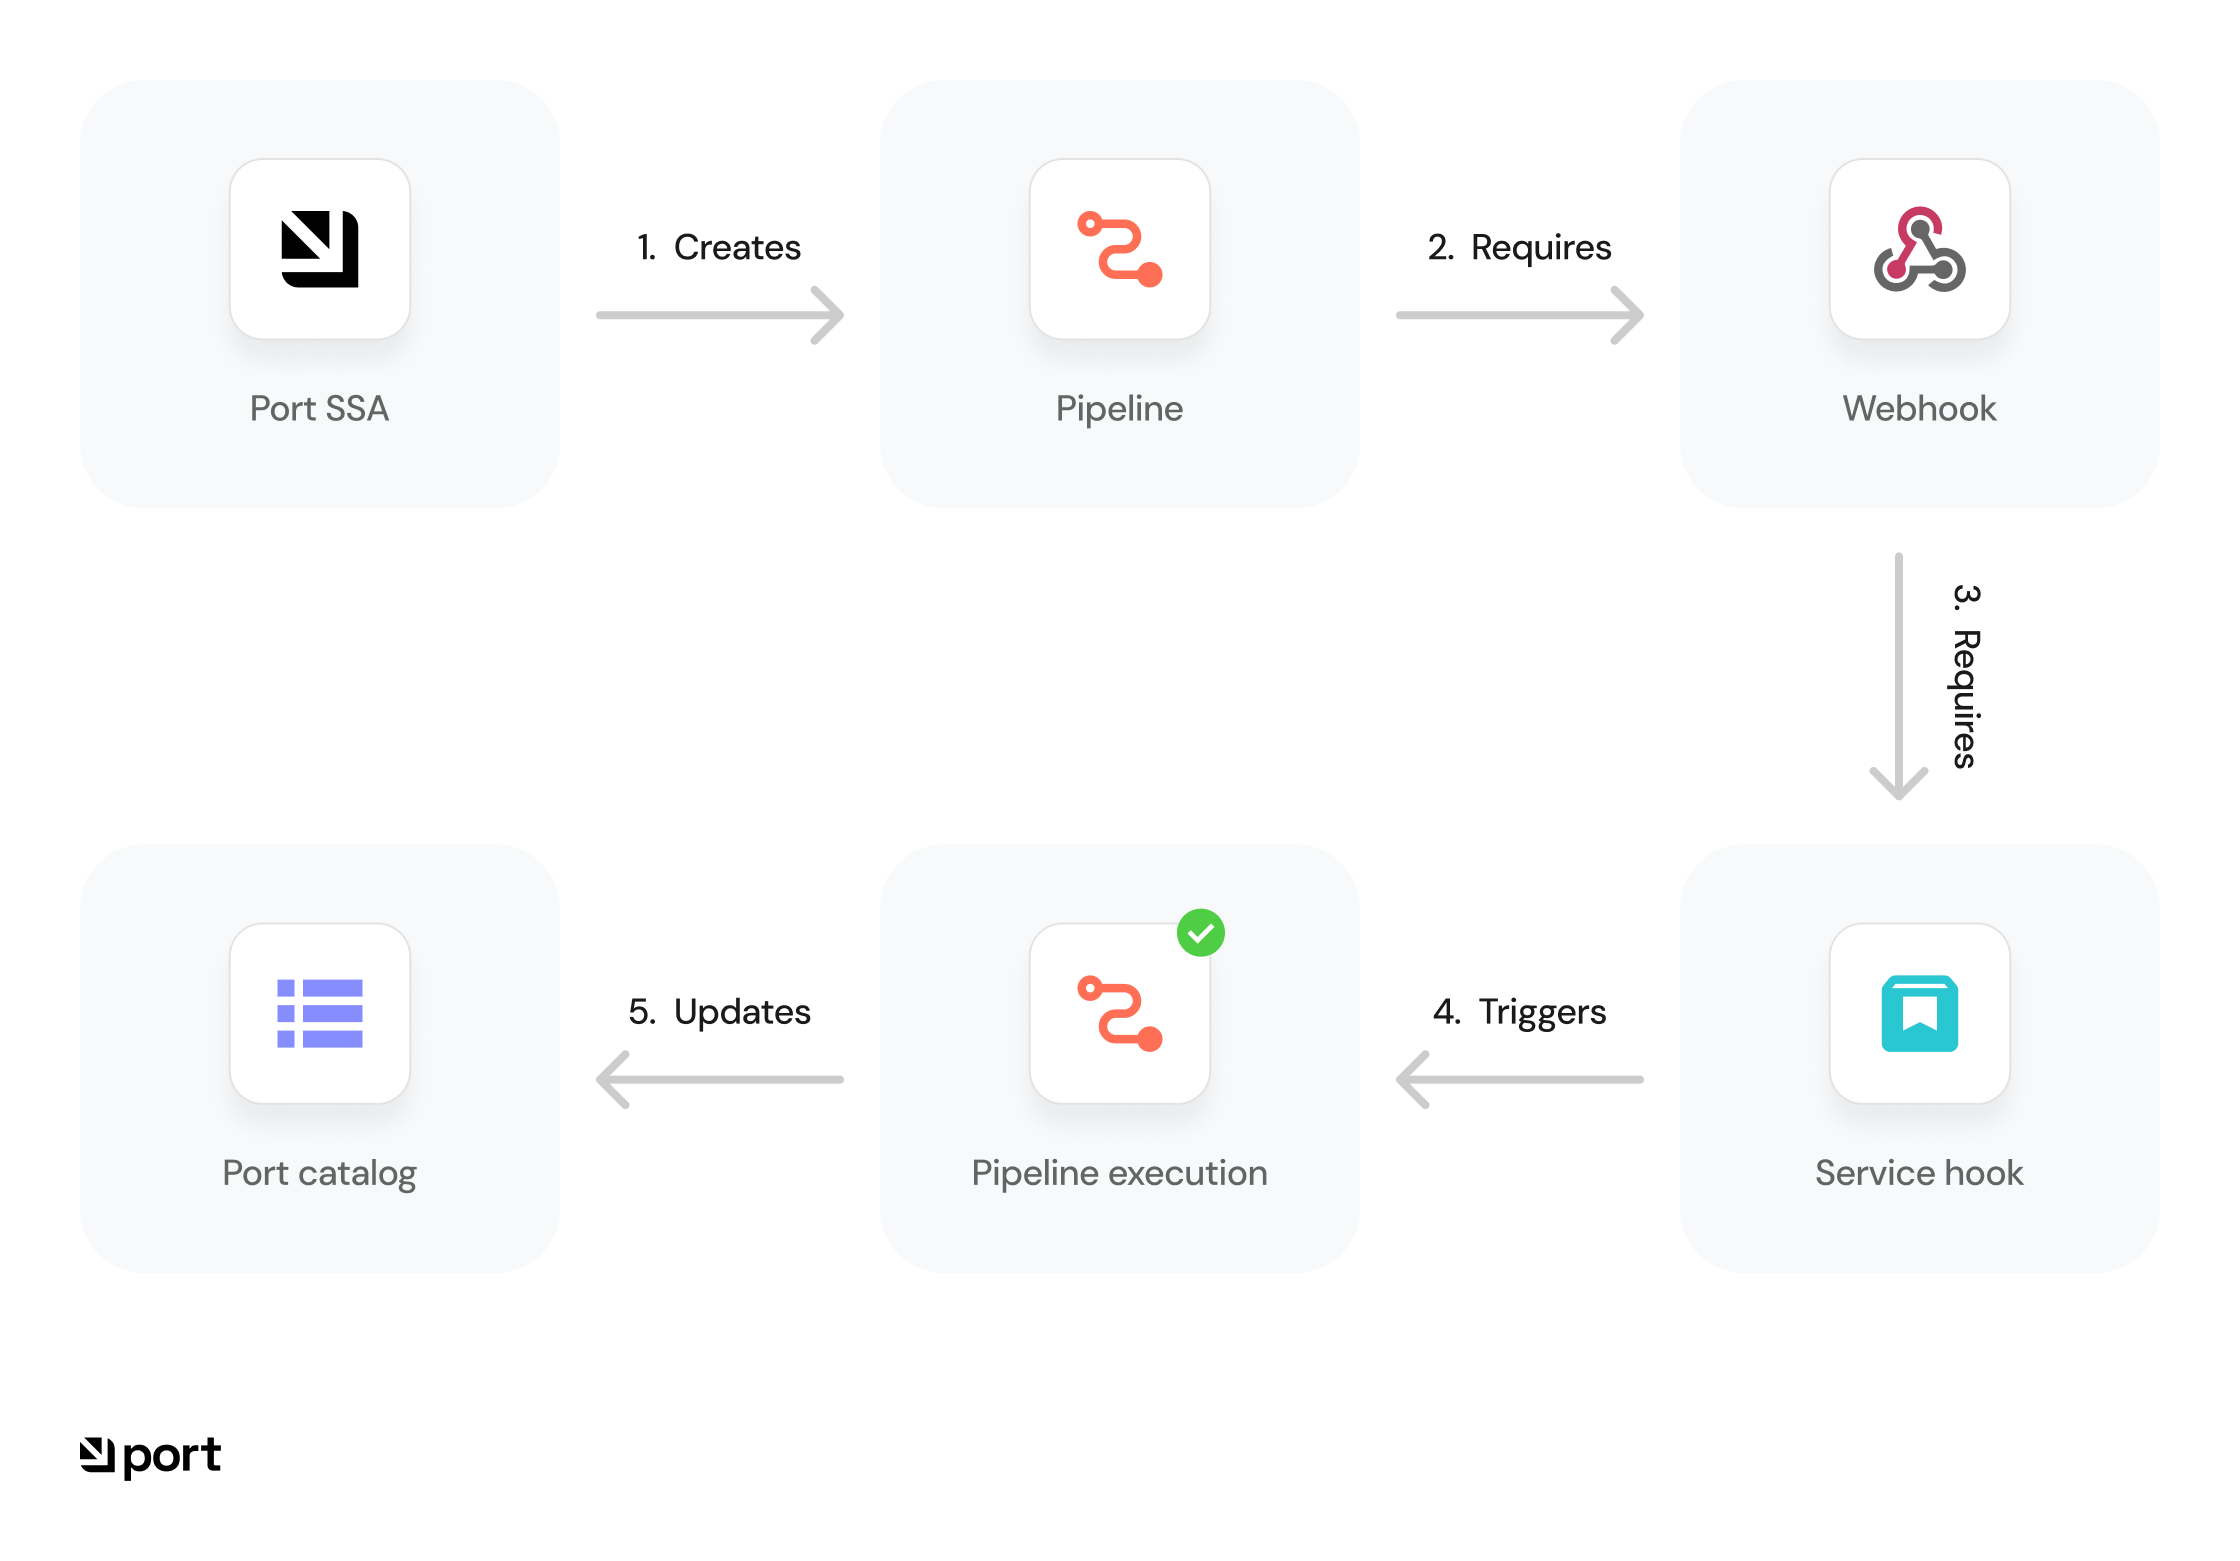 1. Creates
2. Requires
Port SSA
Pipeline
Webhook
3. Requires
5. Updates
4. Triggers
Port catalog
Pipeline execution
Service hook
port